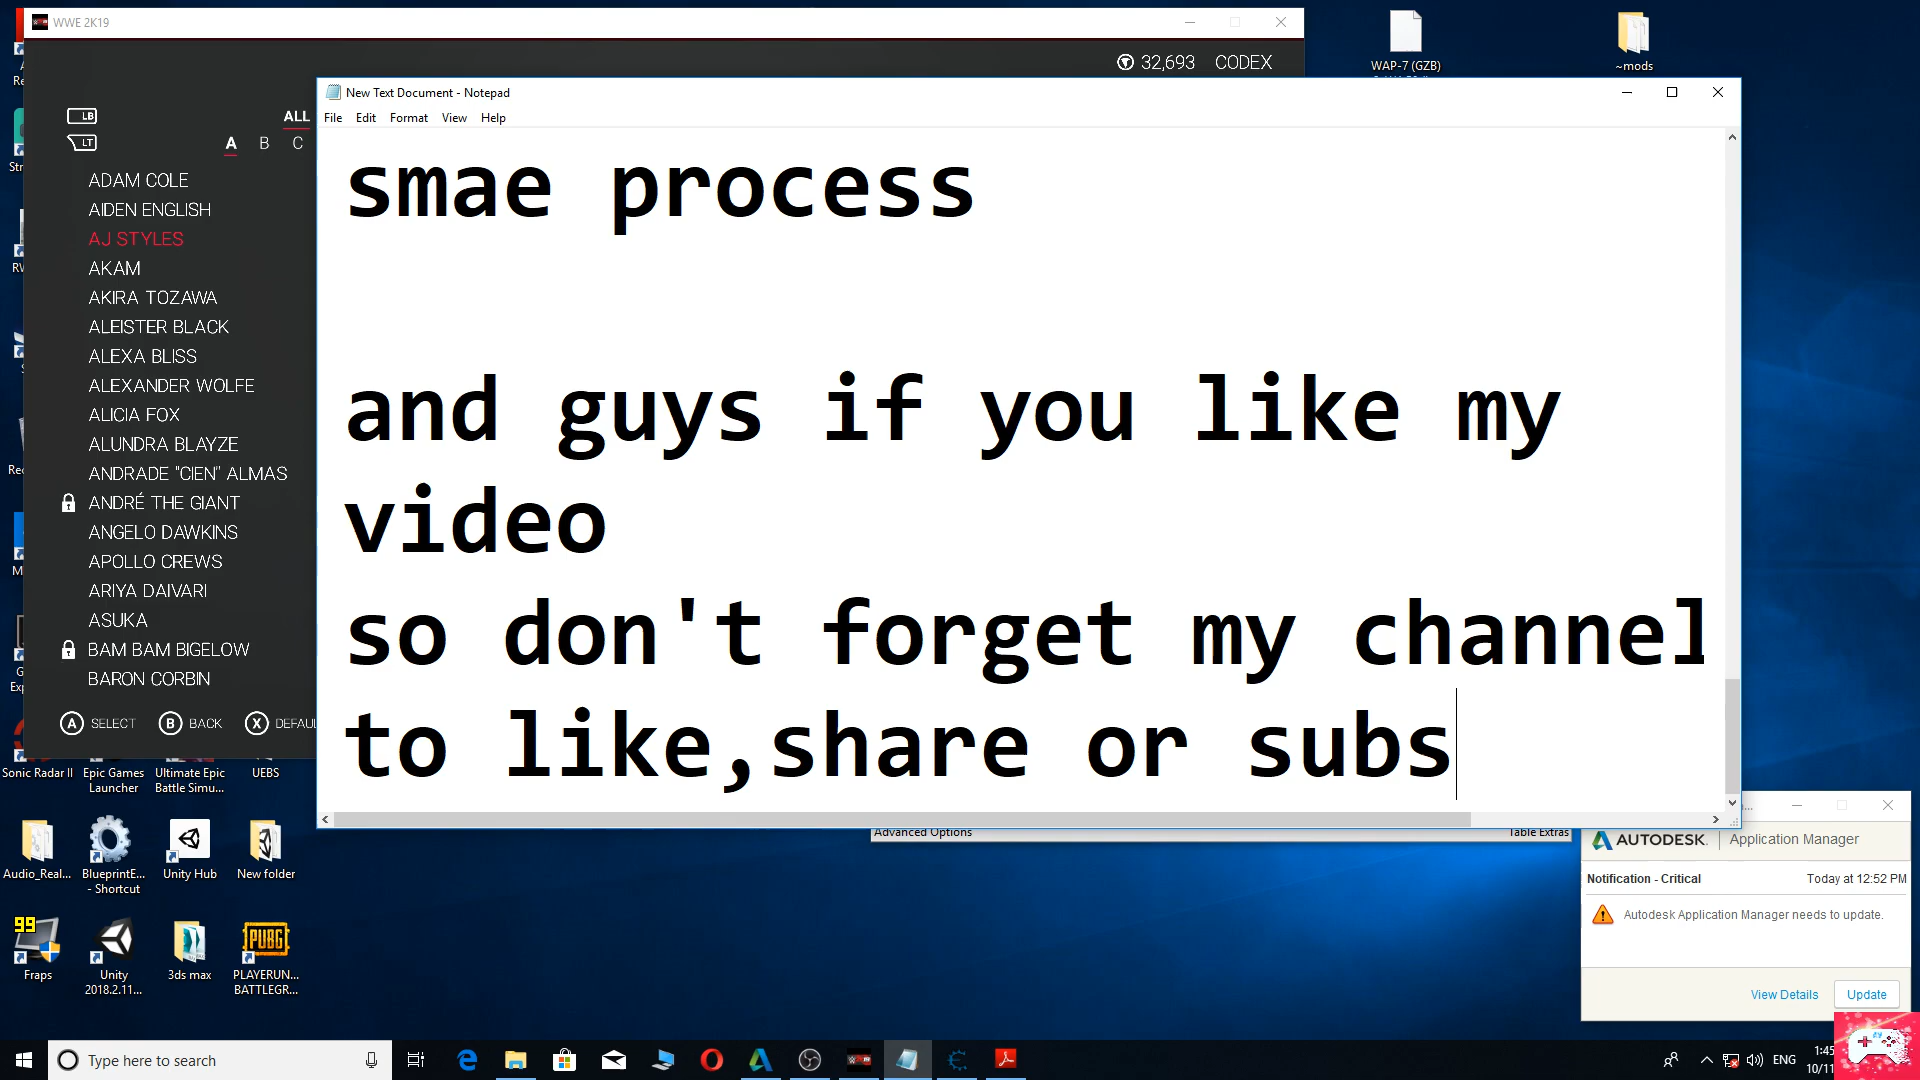 WWE 2K19
32,693 CODEX
LB
ALL
LT
A B C
ADAM COLE
AIDEN ENGLISH
AJ STYLES
AKAM
AKIRA TOZAWA
ALEISTER BLACK
ALEXA BLISS
ALEXANDER WOLFE
ALICIA FOX
ALUNDRA BLAYZE
ANDRADE "CIEN" ALMAS
ANDRÉ THE GIANT
ANGELO DAWKINS
APOLLO CREWS
ARIYA DAIVARI
ASUKA
BAM BAM BIGELOW
BARON CORBIN
A SELECT B BACK X DEFAU
New Text Document - Notepad
File Edit Format View Help
smae process
and guys if you like my
video
so don't forget my channel
to like,share or subs
WAP-7 (GZB)
~mods
Advanced Options
Table Extras
AUTODESK. Application Manager
Notification - Critical Today at 12:52 PM
Autodesk Application Manager needs to update.
View Details Update
Sonic Radar II
Epic Games
Launcher
Ultimate Epic
Battle Simu...
UEBS
Audio_Real...
BlueprintE...
- Shortcut
Unity Hub
New folder
99
Fraps
Unity
2018.2.11...
3ds max
PUBG
PLAYERUN...
BATTLEGR...
Type here to search
ENG
1:45
10/11